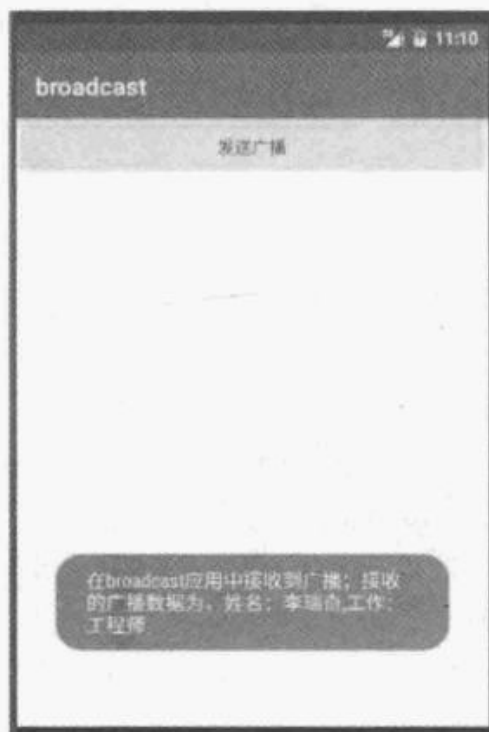 11:10
broadcast
发送广播
在broadcast应用中接收到广播；接收
的广播数据为、姓名：李瑞奇,工作：
工程师